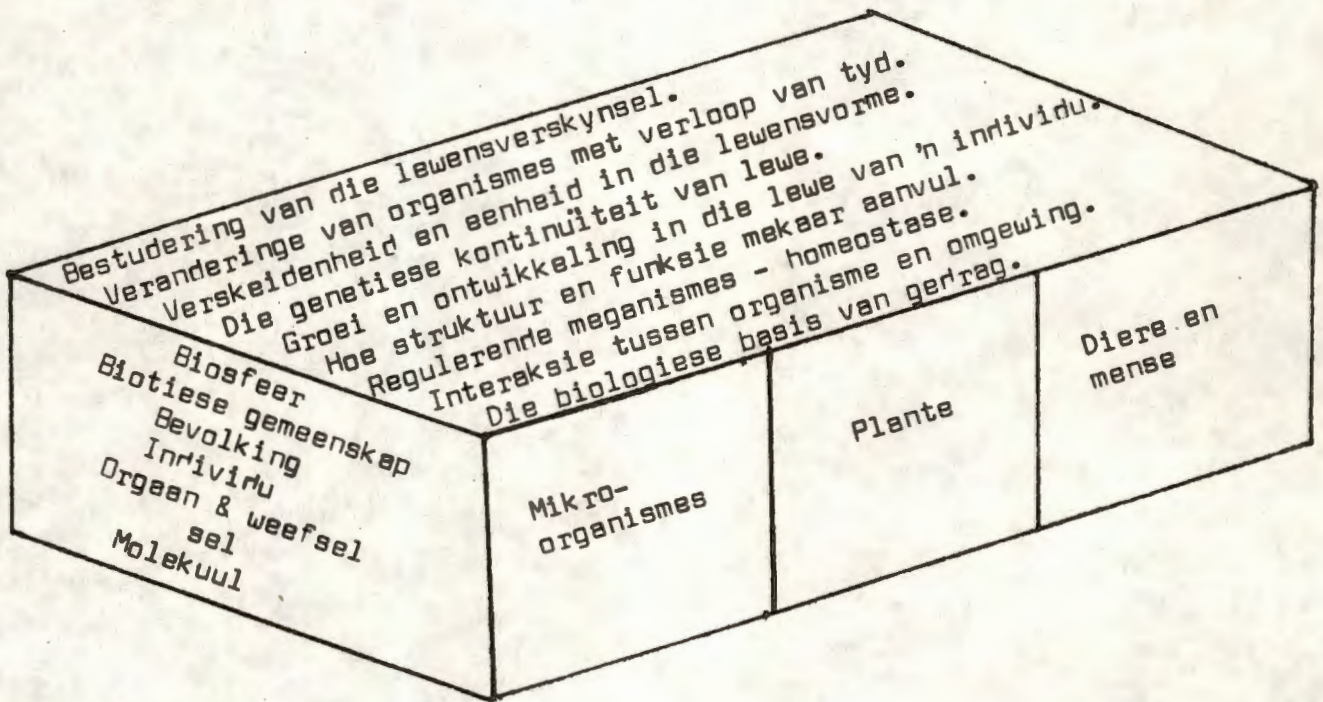 Bestudering van die lewensverskynsel.
Veranderinge van organismes met verloop van tyd.
Verskeidenheid en eenheid in die lewensvorme.
Die genetiese kontinuïteit van lewe.
Groei en ontwikkeling in die lewe van 'n individu.
Hoe struktuur en funksie mekaar aanvul.
Regulerende meganismes - homeostase.
Interaksie tussen organisme en omgewing.
Die biologiese basis van gedrag.
Biosfeer
Biotiese gemeenskap
Bevolking
Individu
Orgaan & weefsel
sel
Molekuul
Mikro-
organismes
Plante
Diere en
mense